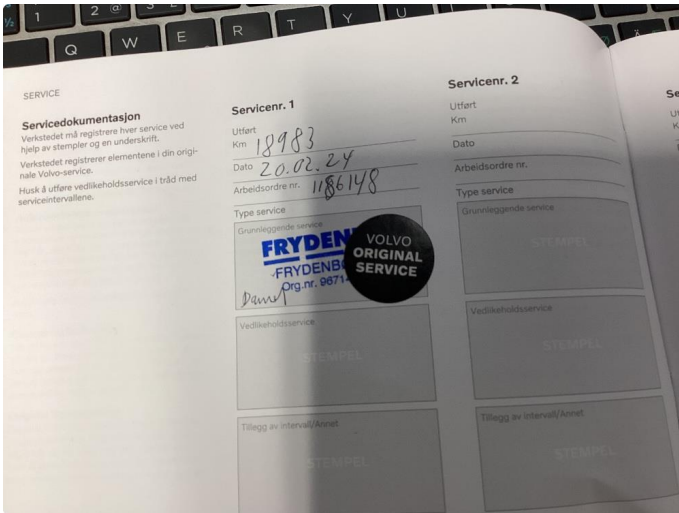 ½
1
2 @
Q
W
E
R
T
Y
U
SERVICE
Servicedokumentasjon
Verkstedet må registrere hver service ved
hjelp av stempler og en underskrift.
Verkstedet registrerer elementene i din origi-
nale Volvo-service.
Husk å utføre vedlikeholdsservice i tråd med
serviceintervallene.
Servicenr. 1
Utført
Km 18983
Dato 20.02.24
Arbeidsordre nr. 1186148
Type service
Grunnleggende service
FRYDEN
FRYDENB
Org.nr. 9671
Daniel
VOLVO
ORIGINAL
SERVICE
Vedlikeholdsservice
STEMPEL
Tillegg av intervall/Annet
STEMPEL
Servicenr. 2
Utført
Km
Dato
Arbeidsordre nr.
Type service
Grunnleggende service
STEMPEL
Vedlikeholdsservice
STEMPEL
Tillegg av intervall/Annet
STEMPEL
Se